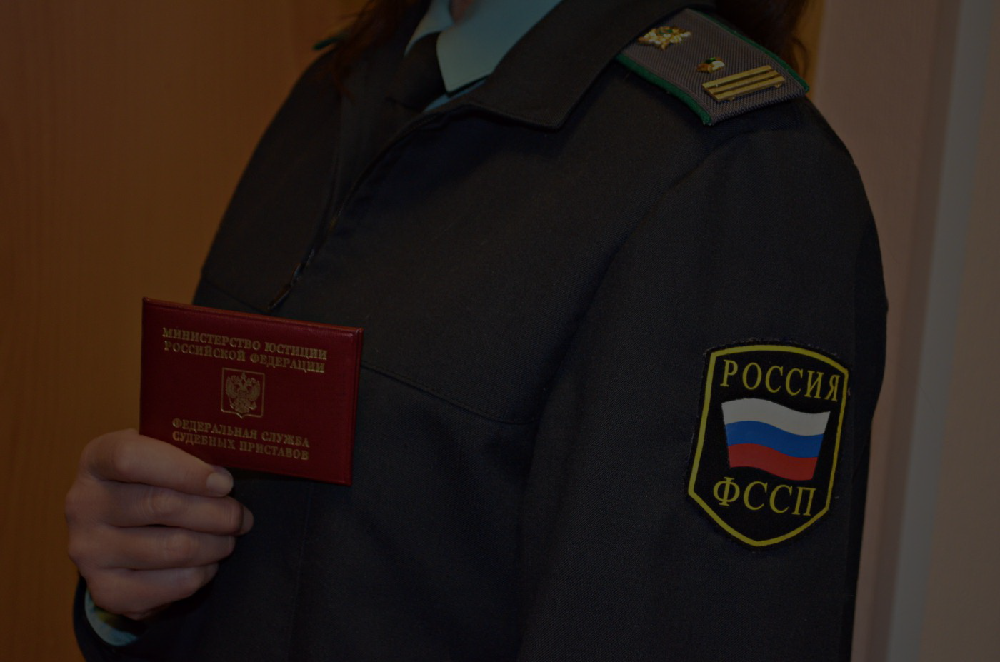 МИНИСТЕРСТВО ЮСТИЦИИ
РОССИЙСКОЙ ФЕДЕРАЦИИ
ФЕДЕРАЛЬНАЯ СЛУЖБА
СУДЕБНЫХ ПРИСТАВОВ
РОССИЯ
ФССП